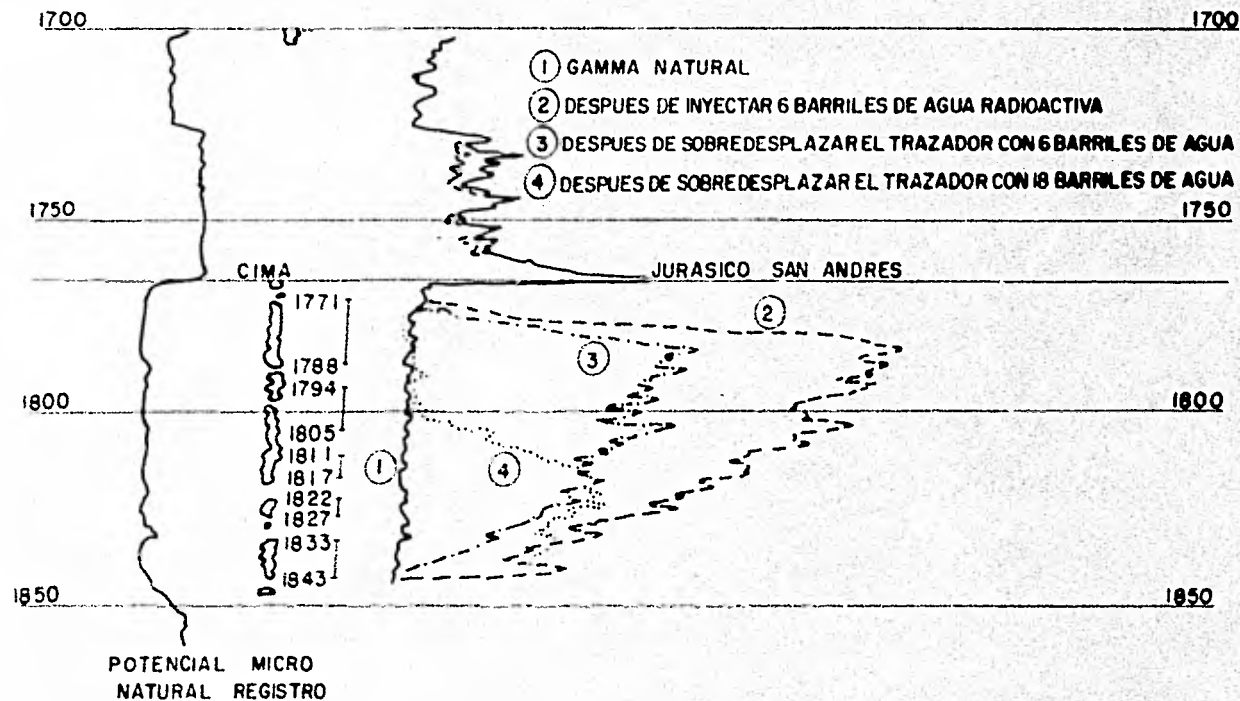 1700 1700
① GAMMA NATURAL
② DESPUES DE INYECTAR 6 BARRILES DE AGUA RADIOACTIVA
③ DESPUES DE SOBREDESPLAZAR EL TRAZADOR CON 6 BARRILES DE AGUA
④ DESPUES DE SOBREDESPLAZAR EL TRAZADOR CON 18 BARRILES DE AGUA
1750 1750
CIMA JURASICO SAN ANDRES
1771
②
③
1788
1794
1800 1800
1805
1811
① ④
1817
1822
1827
1833
1843
1850 1850
POTENCIAL MICRO
NATURAL REGISTRO